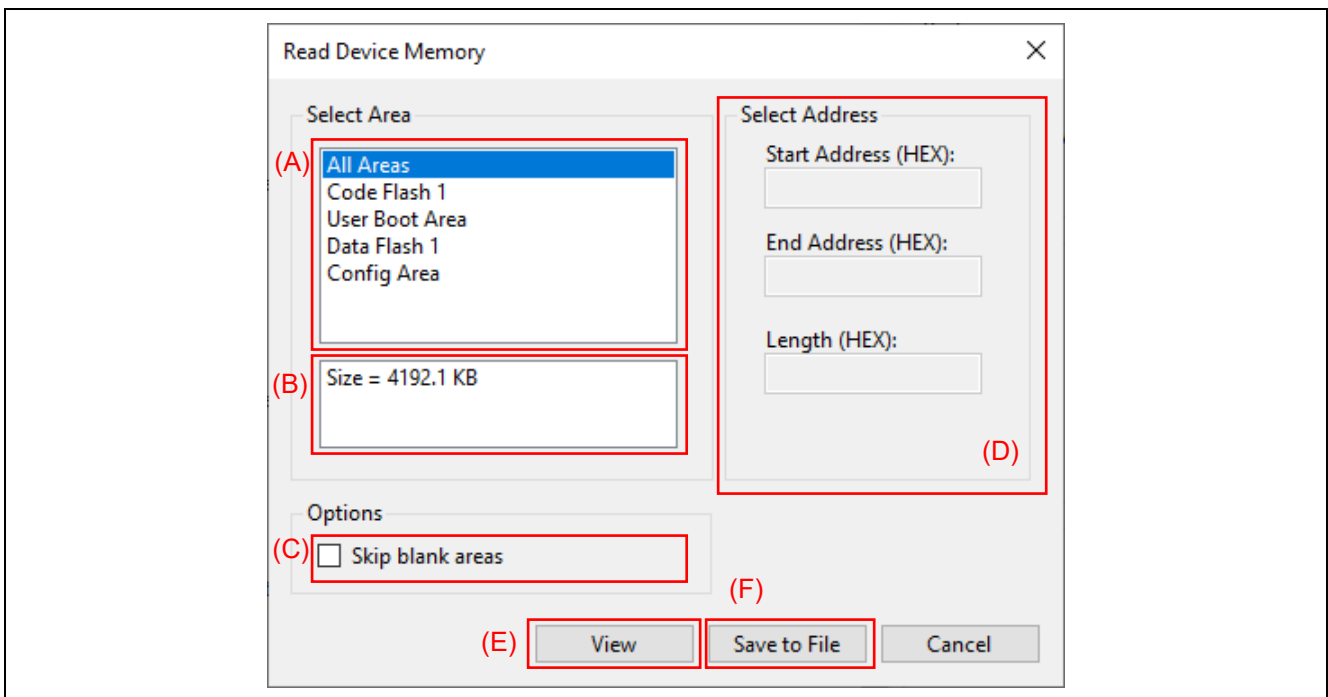 Read Device Memory
Select Area
(A)
All Areas
Code Flash 1
User Boot Area
Data Flash 1
Config Area
(B)
Size = 4192.1 KB
Select Address
Start Address (HEX):
End Address (HEX):
Length (HEX):
(D)
Options
(C)
Skip blank areas
(E)
View
(F)
Save to File
Cancel